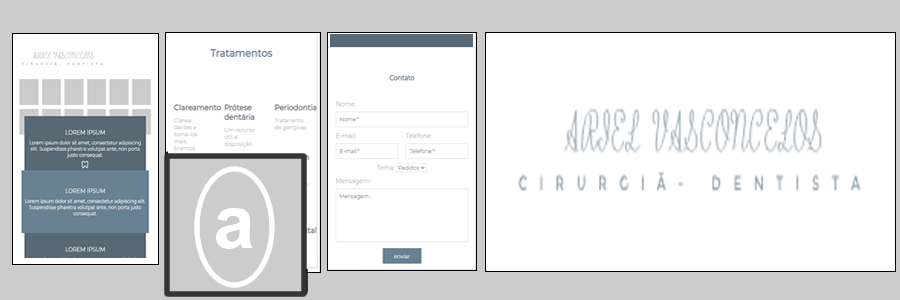 ARIEL VASCONCELOS
CIRURGIÃ - DENTISTA
LOREM IPSUM
Lorem ipsum dolor sit amet, consectetur adipiscing elit.
Suspendisse pharetra volutpat ante, non porta justo
consequat.
LOREM IPSUM
Lorem ipsum dolor sit amet, consectetur adipiscing elit.
Suspendisse pharetra volutpat ante, non porta justo
consequat.
LOREM IPSUM
Tratamentos
Clareamento
Clarear
dentes e
torná-los
mais
brancos.
Prótese
dentária
Um recurso
útil a
disposição
Periodontia
Tratamento
de gengivas.
tal
a
Contato
Nome:
Nome*
E-mail:
E-mail*
Telefone:
Telefone*
Tema: Pedidos
Mensagem:
Mensagem...
enviar
ARIEL VASCONCELOS
CIRURGIÃ- DENTISTA